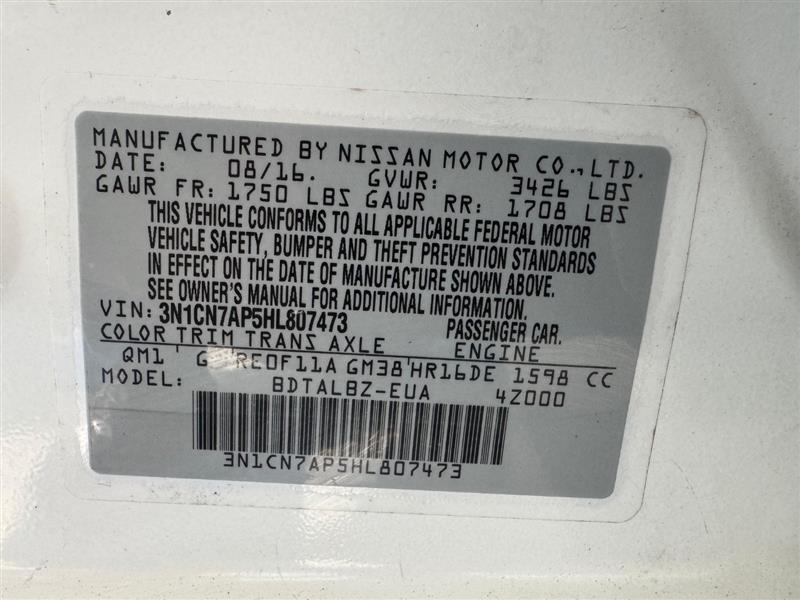 MANUFACTURED BY NISSAN MOTOR CO.,LTD.
DATE: 08/16. GVWR: 3426 LBS
GAWR FR: 1750 LBS GAWR RR: 1708 LBS
THIS VEHICLE CONFORMS TO ALL APPLICABLE FEDERAL MOTOR
VEHICLE SAFETY, BUMPER AND THEFT PREVENTION STANDARDS
IN EFFECT ON THE DATE OF MANUFACTURE SHOWN ABOVE.
SEE OWNER'S MANUAL FOR ADDITIONAL INFORMATION.
VIN: 3N1CN7AP5HL807473 PASSENGER CAR.
COLOR TRIM TRANS AXLE ENGINE
QM1 ' G ' RE0F11A GM38 ' HR16DE 1598 CC
MODEL: BDTALBZ-EUA 4Z000
3N1CN7AP5HL807473